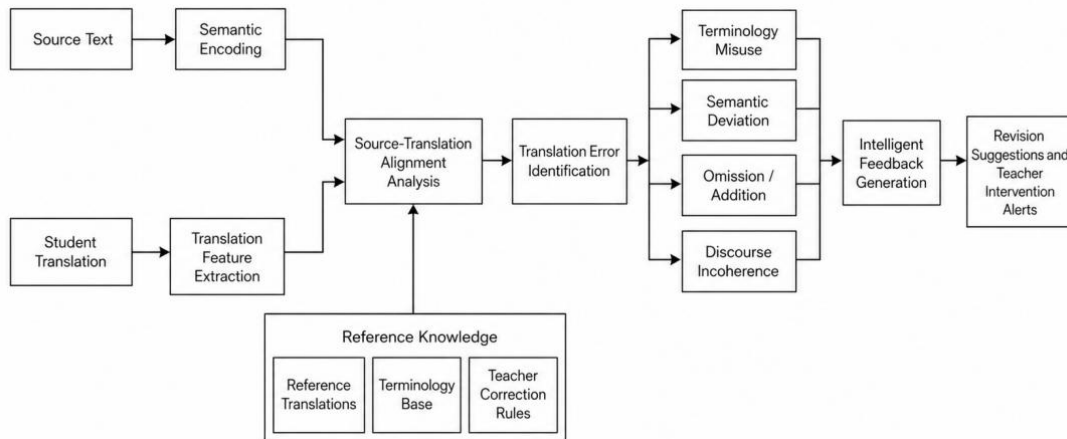 Source Text
Semantic
Encoding
Student
Translation
Translation
Feature
Extraction
Source-Translation
Alignment
Analysis
Reference Knowledge
Reference
Translations
Terminology
Base
Teacher
Correction
Rules
Translation Error
Identification
Terminology
Misuse
Semantic
Deviation
Omission /
Addition
Discourse
Incoherence
Intelligent
Feedback
Generation
Revision
Suggestions and
Teacher
Intervention
Alerts